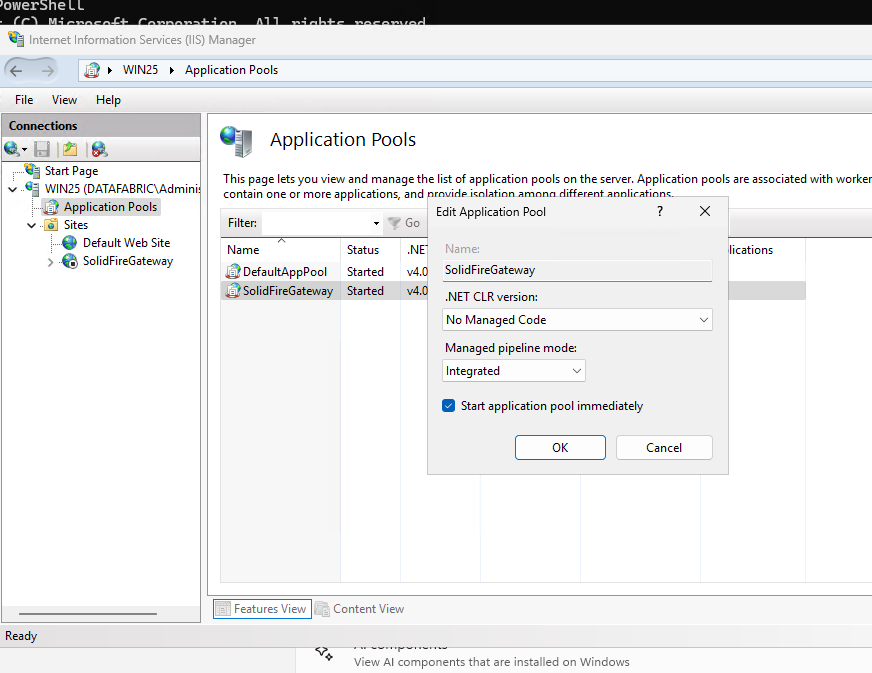 PowerShell
(C) Microsoft Corporation. All rights reserved
Internet Information Services (IIS) Manager
WIN25 Application Pools
File View Help
Connections
Start Page
WIN25 (DATAFABRIC\Adminis
Application Pools
Sites
Default Web Site
SolidFireGateway
Application Pools
This page lets you view and manage the list of application pools on the server. Application pools are associated with worker
contain one or more applications, and provide isolation among different applications.
Filter: Go
Name Status .NET lications
DefaultAppPool Started v4.0
SolidFireGateway Started v4.0
Edit Application Pool ?
Name:
SolidFireGateway
.NET CLR version:
No Managed Code
Managed pipeline mode:
Integrated
Start application pool immediately
OK Cancel
Features View Content View
Ready
AI components
View AI components that are installed on Windows